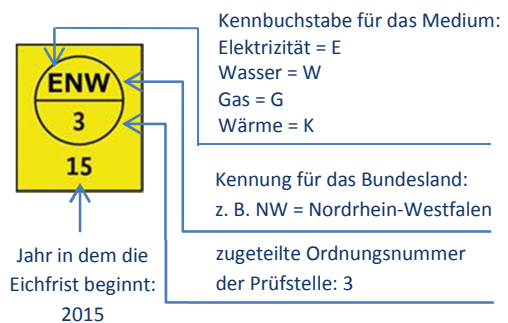 Kennbuchstabe für das Medium:
Elektrizität = E
Wasser = W
Gas = G
Wärme = K
ENW
3
15
Kennung für das Bundesland:
z. B. NW = Nordrhein-Westfalen
Jahr in dem die
Eichfrist beginnt:
2015
zugeteilte Ordnungsnummer
der Prüfstelle: 3